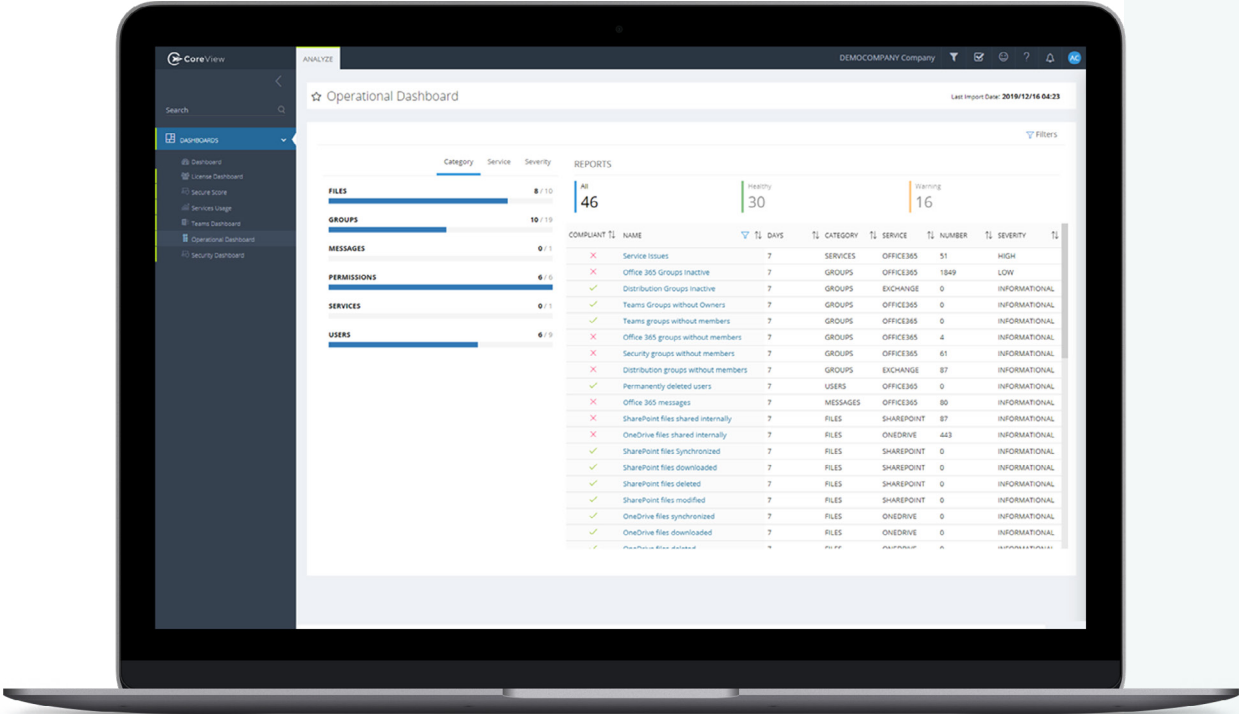 CoreView
ANALYZE
DEMOCOMPANY Company
?
AC
Search
DASHBOARDS
Dashboard
License Dashboard
Secure Score
Services Usage
Teams Dashboard
Operational Dashboard
Security Dashboard
Operational Dashboard
Last Import Date: 2019/12/16 04:23
Filters
Category Service Severity
FILES 8 / 10
GROUPS 10 / 19
MESSAGES 0 / 1
PERMISSIONS 6 / 6
SERVICES 0 / 1
USERS 6 / 9
REPORTS
All
46
Healthy
30
Warning
16
COMPLIANT NAME DAYS CATEGORY SERVICE NUMBER SEVERITY
Service Issues 7 SERVICES OFFICE365 51 HIGH
Office 365 Groups Inactive 7 GROUPS OFFICE365 1849 LOW
Distribution Groups Inactive 7 GROUPS EXCHANGE 0 INFORMATIONAL
Teams Groups without Owners 7 GROUPS OFFICE365 0 INFORMATIONAL
Teams groups without members 7 GROUPS OFFICE365 0 INFORMATIONAL
Office 365 groups without members 7 GROUPS OFFICE365 4 INFORMATIONAL
Security groups without members 7 GROUPS OFFICE365 61 INFORMATIONAL
Distribution groups without members 7 GROUPS EXCHANGE 87 INFORMATIONAL
Permanently deleted users 7 USERS OFFICE365 0 INFORMATIONAL
Office 365 messages 7 MESSAGES OFFICE365 80 INFORMATIONAL
SharePoint files shared internally 7 FILES SHAREPOINT 87 INFORMATIONAL
OneDrive files shared internally 7 FILES ONEDRIVE 443 INFORMATIONAL
SharePoint files Synchronized 7 FILES SHAREPOINT 0 INFORMATIONAL
SharePoint files downloaded 7 FILES SHAREPOINT 0 INFORMATIONAL
SharePoint files deleted 7 FILES SHAREPOINT 0 INFORMATIONAL
SharePoint files modified 7 FILES SHAREPOINT 0 INFORMATIONAL
OneDrive files synchronized 7 FILES ONEDRIVE 0 INFORMATIONAL
OneDrive files downloaded 7 FILES ONEDRIVE 0 INFORMATIONAL
OneDrive files deleted 7 FILES ONEDRIVE 0 INFORMATIONAL